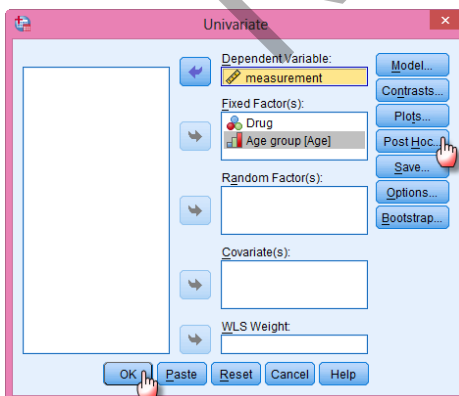 Univariate
Dependent Variable:
measurement
Fixed Factor(s):
Drug
Age group [Age]
Random Factor(s):
Covariate(s):
WLS Weight:
Model...
Contrasts...
Plots...
Post Hoc...
Save...
Options...
Bootstrap...
OK
Paste
Reset
Cancel
Help